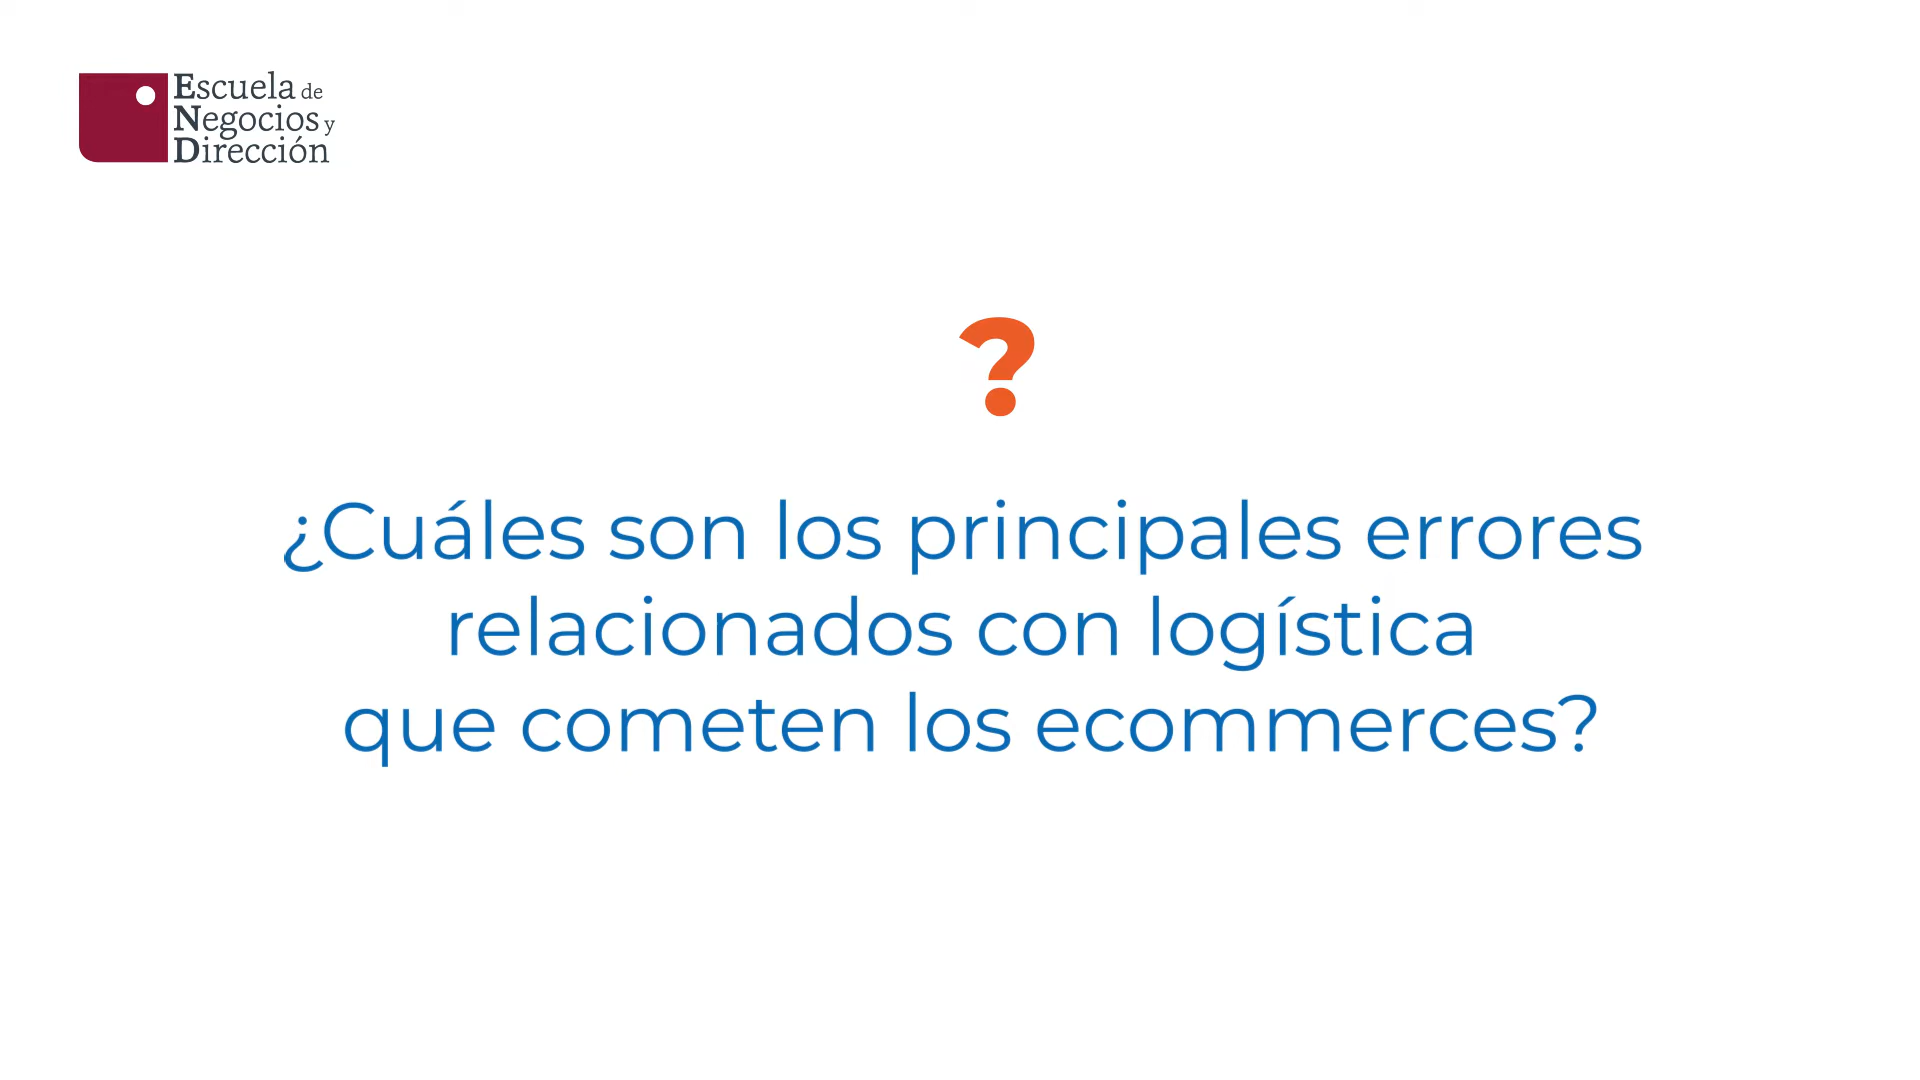 Escuela de
Negocios y
Dirección
?
¿Cuáles son los principales errores
relacionados con logística
que cometen los ecommerces?